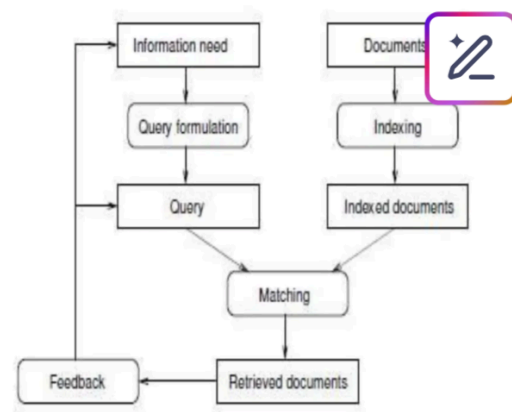 Information need
Documents
Query formulation
Indexing
Query
Indexed documents
Matching
Feedback
Retrieved documents